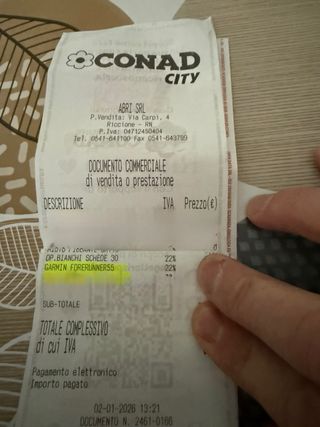 CONAD
CITY
ABRI SRL
P.Vendita: Via Carpi, 4
Riccione - RN
P.Iva: 04712450404
Tel. 0541-641100 Fax 0541-643799
DOCUMENTO COMMERCIALE
di vendita o prestazione
DESCRIZIONE IVA Prezzo(€)
OP.BIANCHI SCHEDE 30 22%
GARMIN FORERUNNER55 22%
SUB-TOTALE
TOTALE COMPLESSIVO
di cui IVA
Pagamento elettronico
Importo pagato
02-01-2026 13:21
DOCUMENTO N. 2461-0166